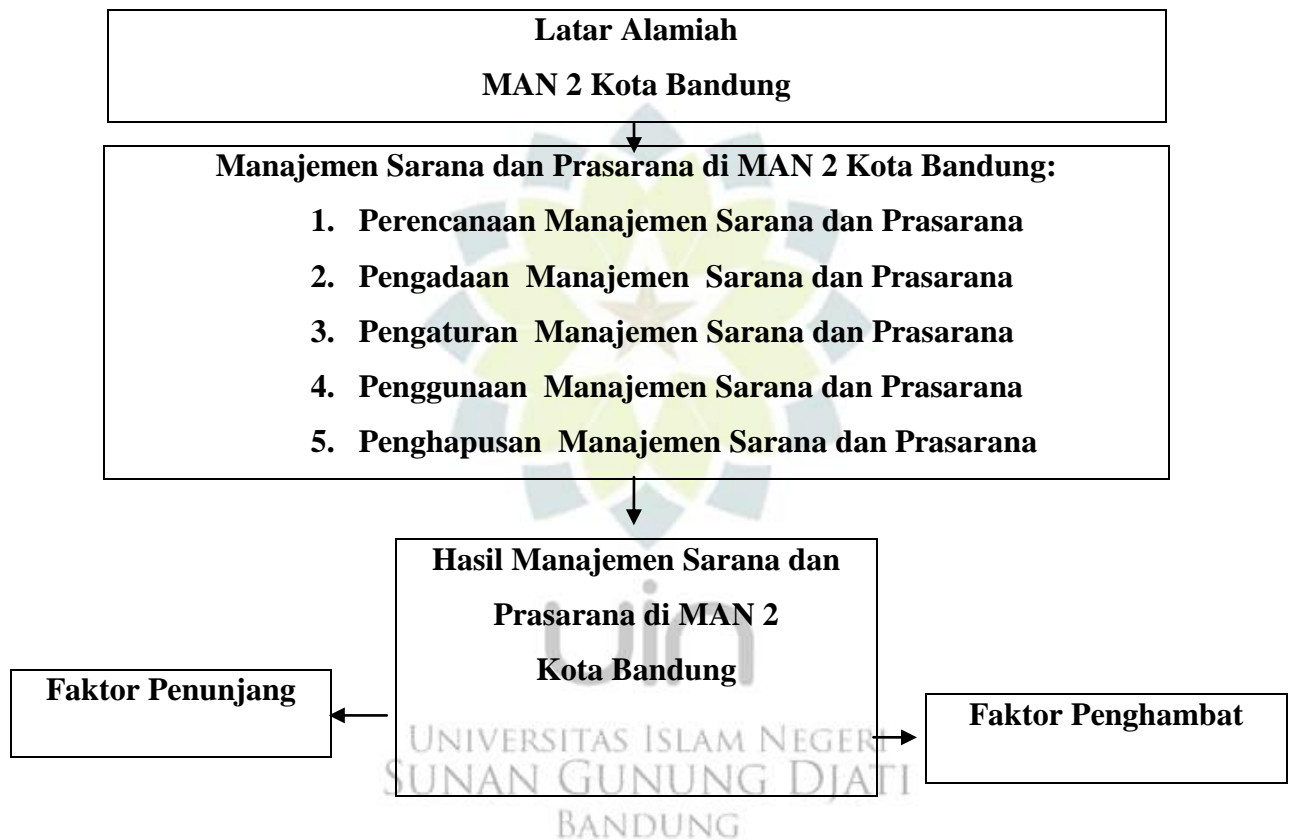 Latar Alamiah
MAN 2 Kota Bandung
Manajemen Sarana dan Prasarana di MAN 2 Kota Bandung:
1. Perencanaan Manajemen Sarana dan Prasarana
2. Pengadaan Manajemen Sarana dan Prasarana
3. Pengaturan Manajemen Sarana dan Prasarana
4. Penggunaan Manajemen Sarana dan Prasarana
5. Penghapusan Manajemen Sarana dan Prasarana
Hasil Manajemen Sarana dan
Prasarana di MAN 2
Kota Bandung
Faktor Penunjang
Faktor Penghambat
uin
UNIVERSITAS ISLAM NEGERI
SUNAN GUNUNG DJATI
BANDUNG